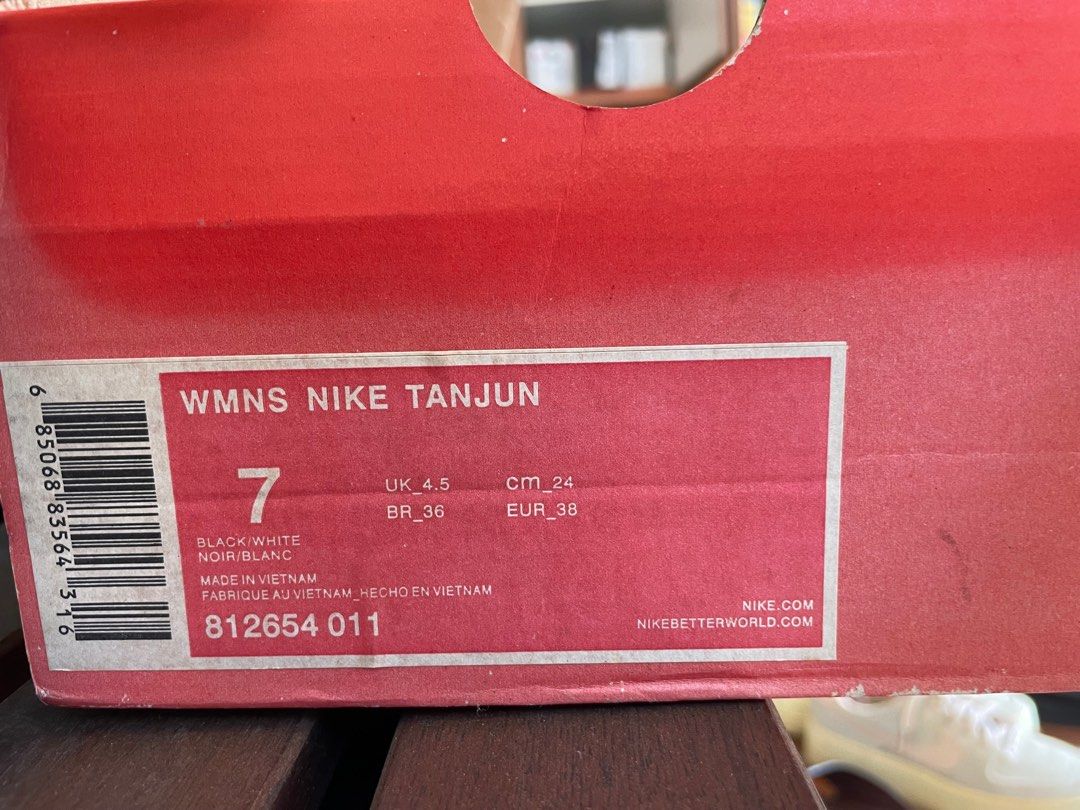 WMNS NIKE TANJUN
7
UK_4.5 cm_24
BR_36 EUR_38
BLACK/WHITE
NOIR/BLANC
MADE IN VIETNAM
FABRIQUE AU VIETNAM_HECHO EN VIETNAM
812654 011
NIKE.COM
NIKEBETTERWORLD.COM
6 85068 83564 3 16